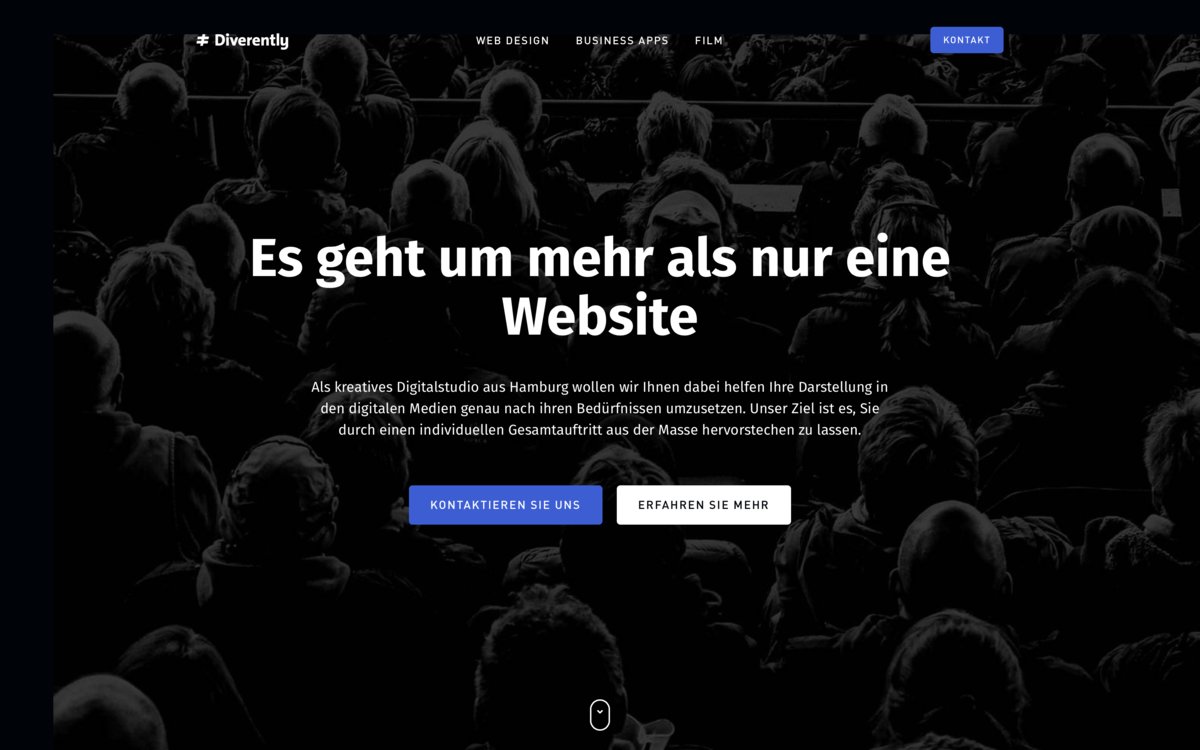 Diverently
WEB DESIGN
BUSINESS APPS
FILM
KONTAKT
Es geht um mehr als nur eine
Website
Als kreatives Digitalstudio aus Hamburg wollen wir Ihnen dabei helfen Ihre Darstellung in
den digitalen Medien genau nach ihren Bedürfnissen umzusetzen. Unser Ziel ist es, Sie
durch einen individuellen Gesamtauftritt aus der Masse hervorstechen zu lassen.
KONTAKTIEREN SIE UNS
ERFAHREN SIE MEHR